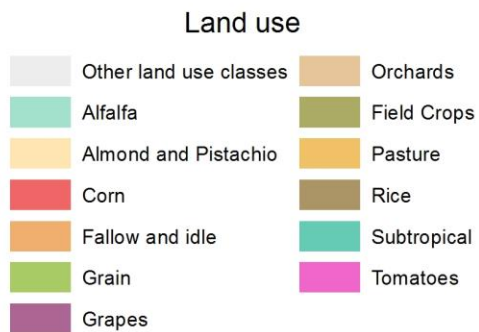 Land use
Other land use classes
Alfalfa
Almond and Pistachio
Corn
Fallow and idle
Grain
Grapes
Orchards
Field Crops
Pasture
Rice
Subtropical
Tomatoes